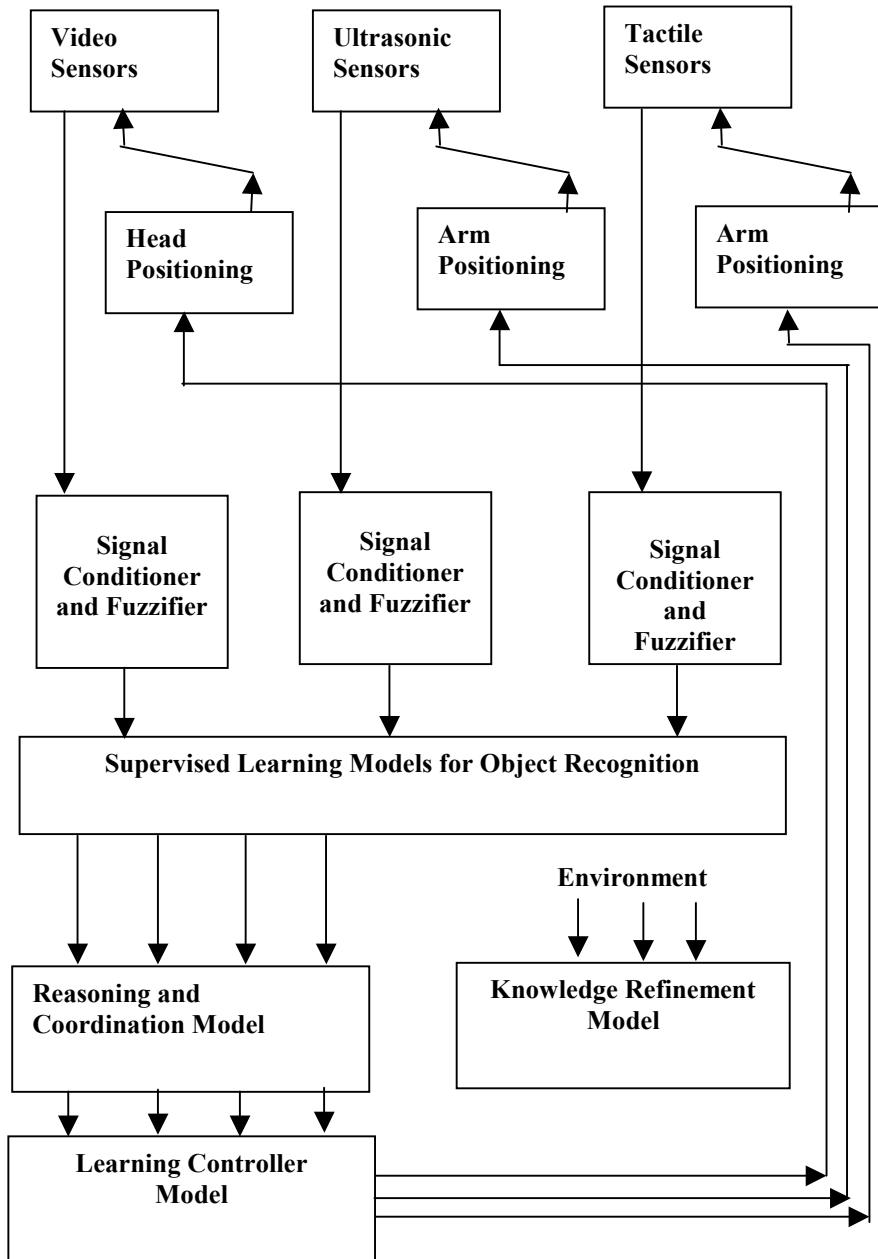 Video
Sensors
Ultrasonic
Sensors
Tactile
Sensors
Head
Positioning
Arm
Positioning
Arm
Positioning
Signal
Conditioner
and Fuzzifier
Signal
Conditioner
and Fuzzifier
Signal
Conditioner
and
Fuzzifier
Supervised Learning Models for Object Recognition
Environment
Reasoning and
Coordination Model
Knowledge Refinement
Model
Learning Controller
Model